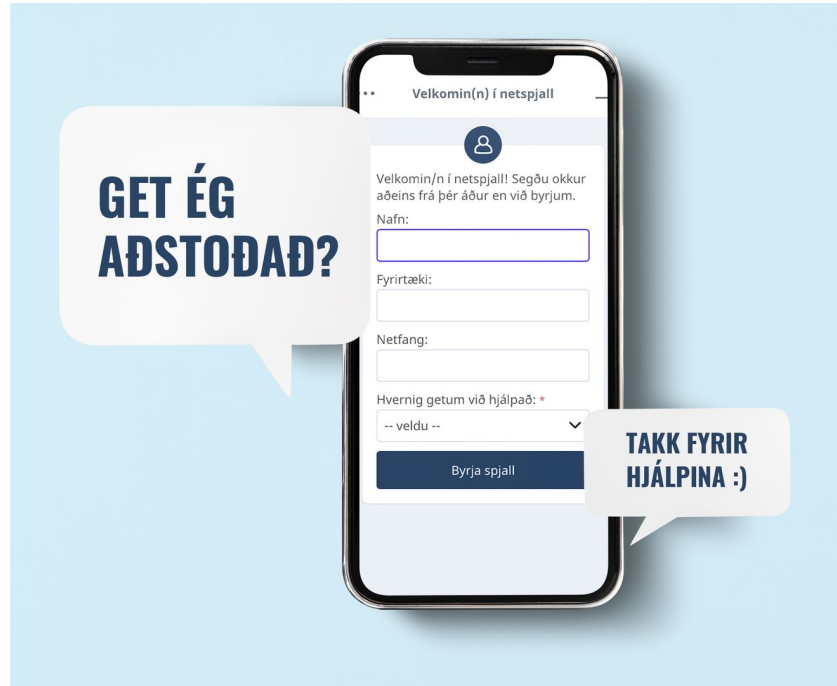 Velkomin(n) í netspjall
GET ÉG
AÐSTOÐAÐ?
Velkomin/n í netspjall! Segðu okkur
aðeins frá þér áður en við byrjum.
Nafn:
Fyrirtæki:
Netfang:
Hvernig getum við hjálpað: *
-- veldu --
Byrja spjall
TAKK FYRIR
HJÁLPINA :)